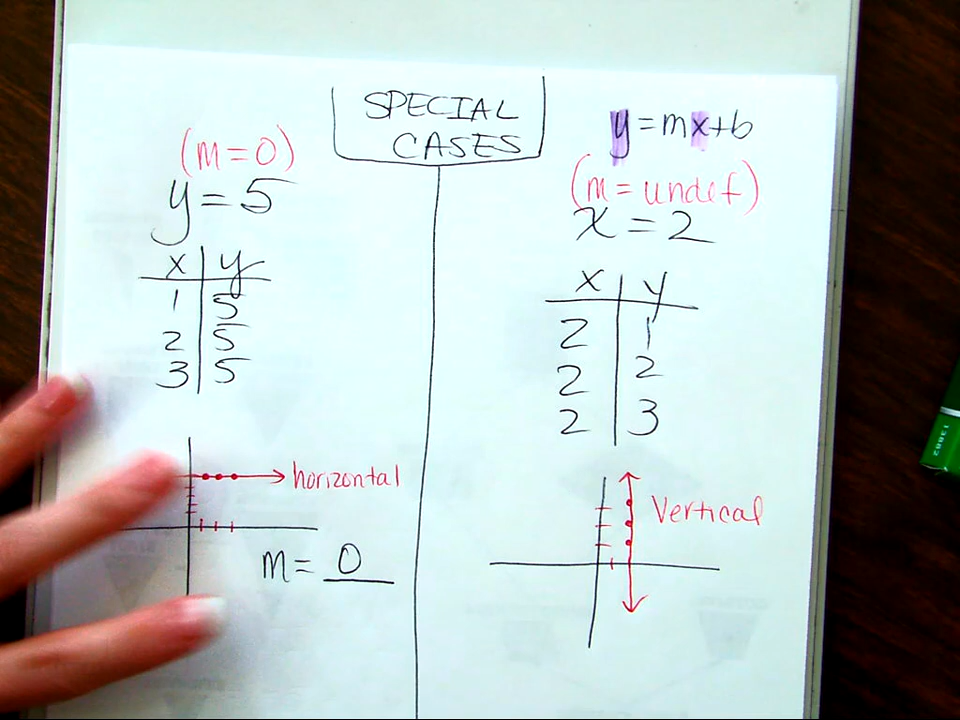 SPECIAL
CASES
(m=0)
y=5
x y
1 5
2 5
3 5
horizontal
m= 0
y=mx+b
(m=undef)
x=2
x y
2 1
2 2
2 3
Vertical
13882